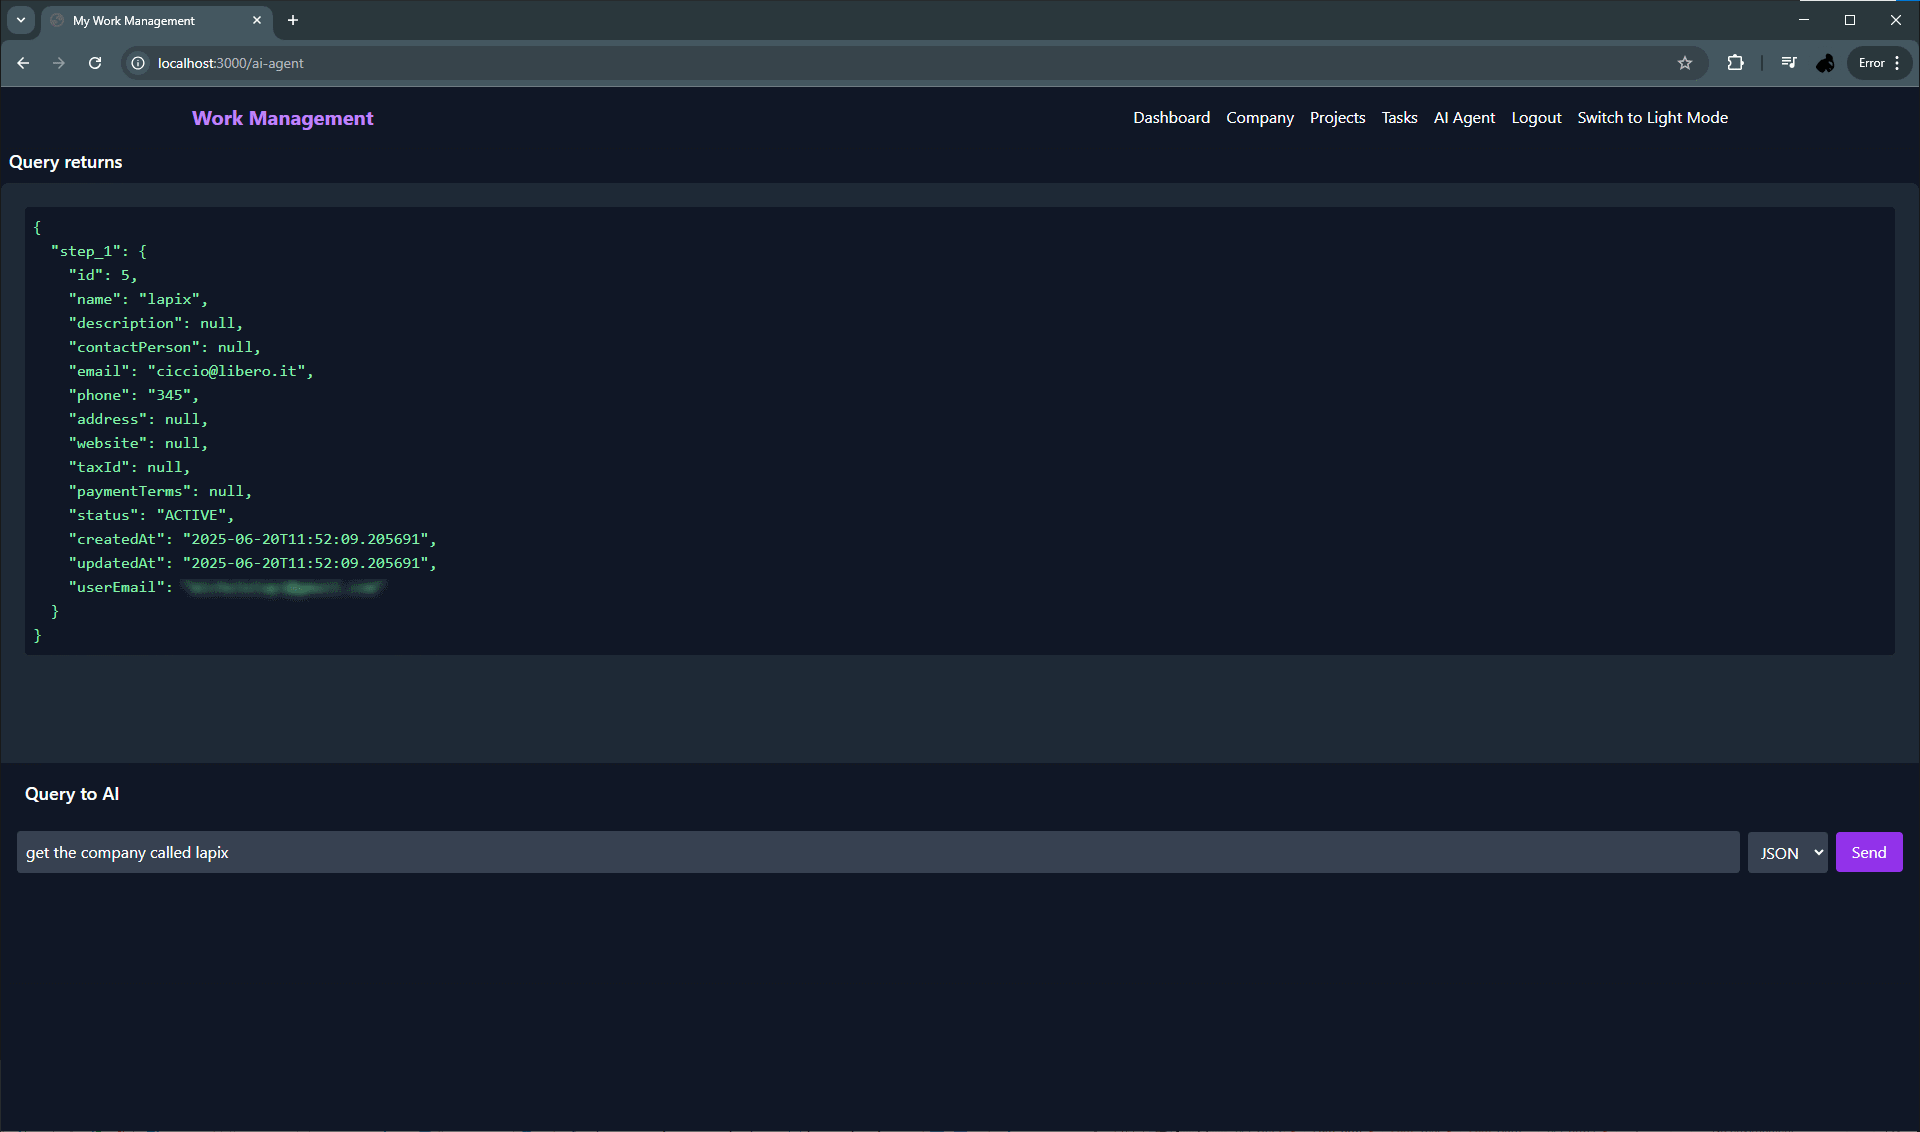 My Work Management
localhost:3000/ai-agent
Error
Work Management
Dashboard Company Projects Tasks AI Agent Logout Switch to Light Mode
Query returns
{
"step_1": {
"id": 5,
"name": "lapix",
"description": null,
"contactPerson": null,
"email": "ciccio@libero.it",
"phone": "345",
"address": null,
"website": null,
"taxId": null,
"paymentTerms": null,
"status": "ACTIVE",
"createdAt": "2025-06-20T11:52:09.205691",
"updatedAt": "2025-06-20T11:52:09.205691",
"userEmail":
}
}
Query to AI
get the company called lapix JSON Send